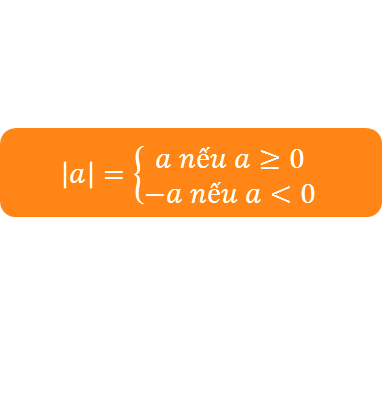 |a| = { a nếu a ≥ 0
−a nếu a < 0